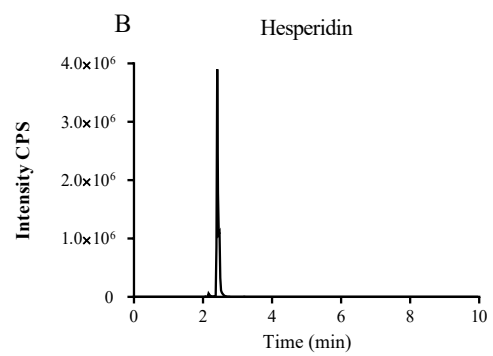 B
Hesperidin
Intensity CPS
4.0×10⁶
3.0×10⁶
2.0×10⁶
1.0×10⁶
0
0 2 4 6 8 10
Time (min)